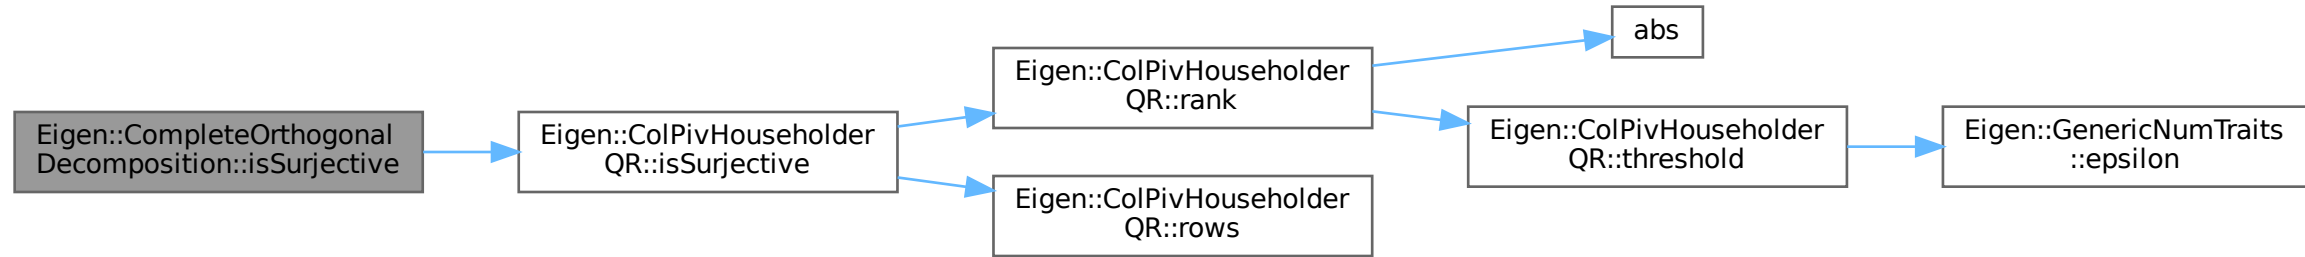 Eigen::CompleteOrthogonal
Decomposition::isSurjective
Eigen::ColPivHouseholder
QR::isSurjective
Eigen::ColPivHouseholder
QR::rank
abs
Eigen::ColPivHouseholder
QR::threshold
Eigen::GenericNumTraits
::epsilon
Eigen::ColPivHouseholder
QR::rows